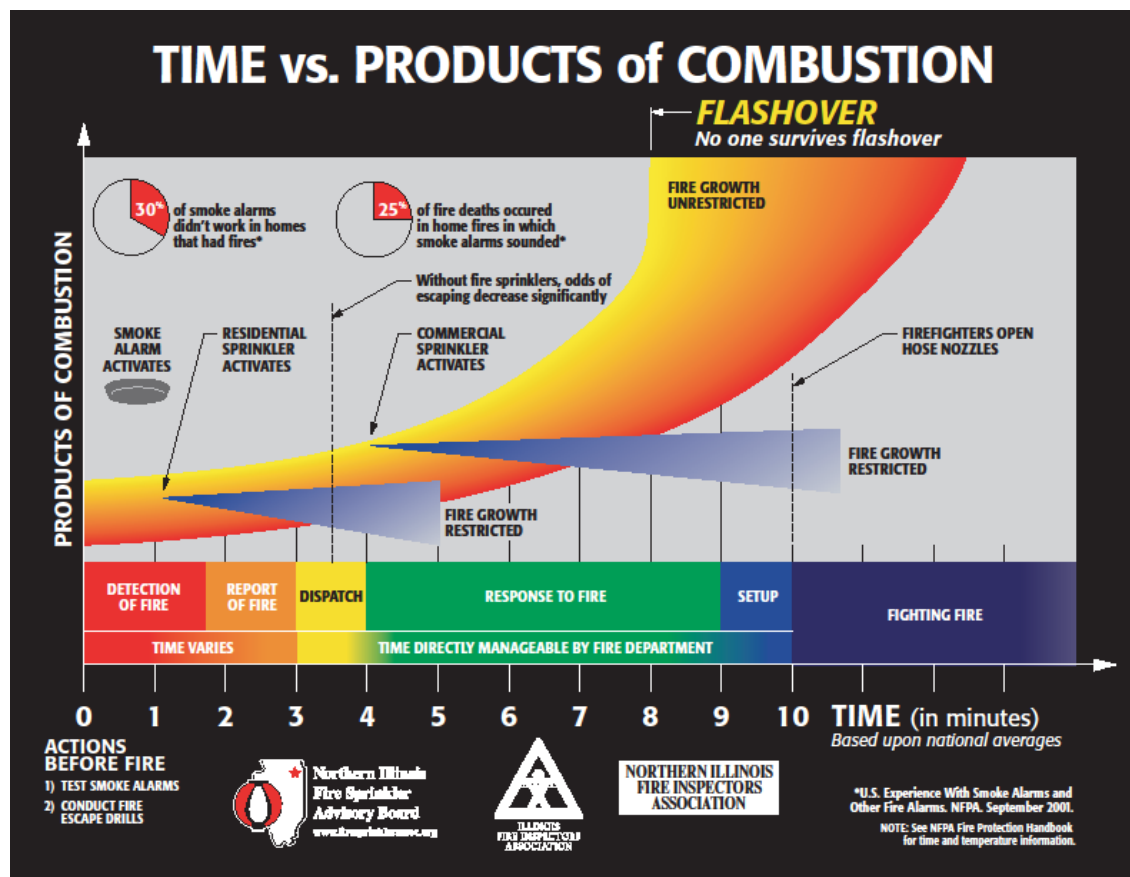 TIME vs. PRODUCTS of COMBUSTION
FLASHOVER
No one survives flashover
PRODUCTS OF COMBUSTION
30%
of smoke alarms
didn't work in homes
that had fires*
25%
of fire deaths occured
in home fires in which
smoke alarms sounded*
FIRE GROWTH
UNRESTRICTED
Without fire sprinklers, odds of
escaping decrease significantly
SMOKE
ALARM
ACTIVATES
RESIDENTIAL
SPRINKLER
ACTIVATES
COMMERCIAL
SPRINKLER
ACTIVATES
FIREFIGHTERS OPEN
HOSE NOZZLES
FIRE GROWTH
RESTRICTED
FIRE GROWTH
RESTRICTED
DETECTION
OF FIRE
REPORT
OF FIRE
DISPATCH
RESPONSE TO FIRE
SETUP
FIGHTING FIRE
TIME VARIES
TIME DIRECTLY MANAGEABLE BY FIRE DEPARTMENT
0 1 2 3 4 5 6 7 8 9 10 TIME (in minutes)
Based upon national averages
ACTIONS
BEFORE FIRE
1) TEST SMOKE ALARMS
2) CONDUCT FIRE
ESCAPE DRILLS
Northern Illinois
Fire Sprinkler
Advisory Board
ILLINOIS
FIRE INSPECTORS
ASSOCIATION
NORTHERN ILLINOIS
FIRE INSPECTORS
ASSOCIATION
*U.S. Experience With Smoke Alarms and
Other Fire Alarms. NFPA. September 2001.
NOTE: See NFPA Fire Protection Handbook
for time and temperature information.